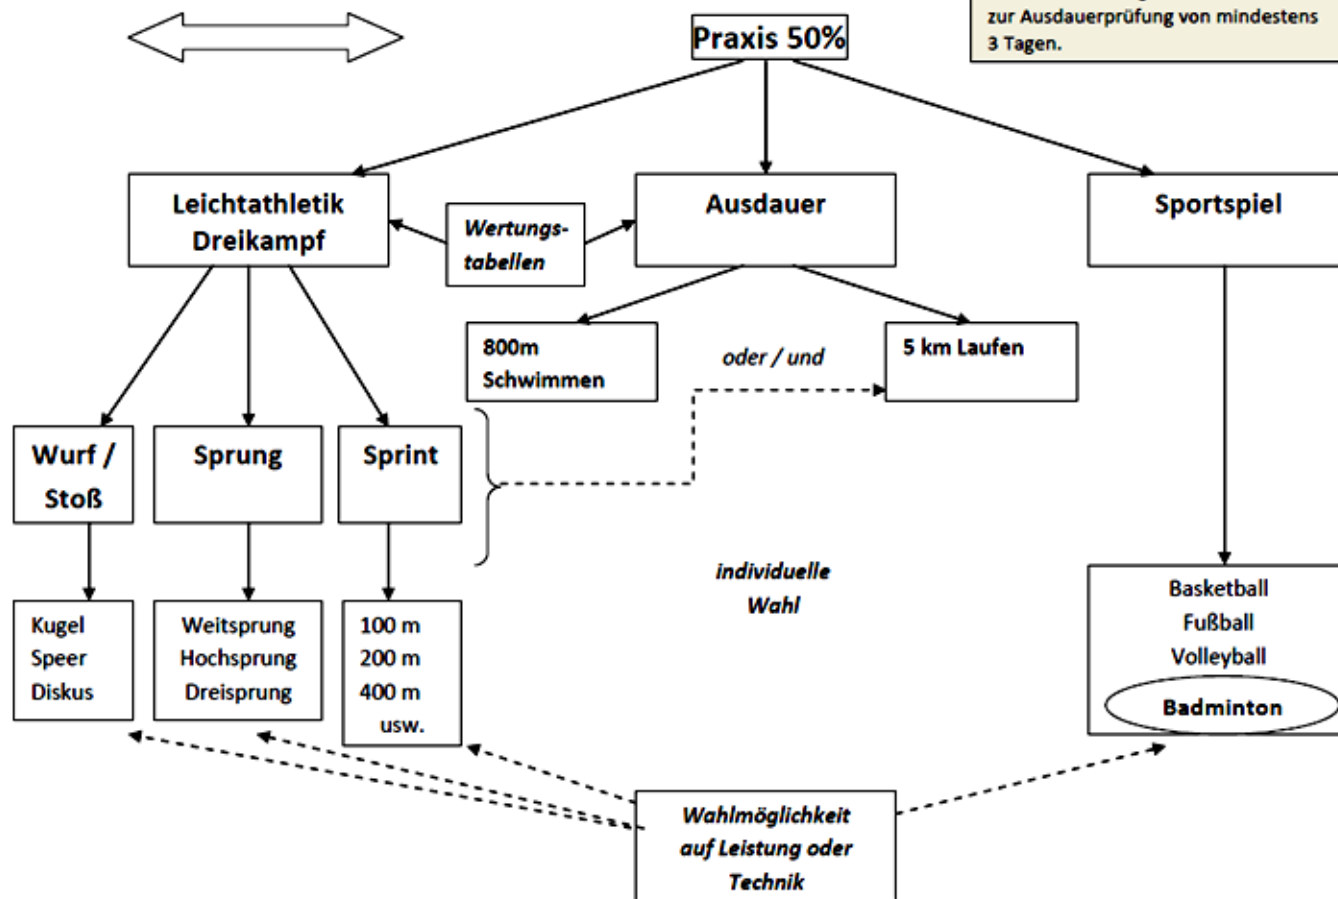 zur Ausdauerprüfung von mindestens
3 Tagen.
Praxis 50%
Leichtathletik
Dreikampf
Wertungs-
tabellen
Ausdauer
Sportspiel
800m
Schwimmen
oder / und
5 km Laufen
Wurf /
Stoß
Sprung
Sprint
individuelle
Wahl
Kugel
Speer
Diskus
Weitsprung
Hochsprung
Dreisprung
100 m
200 m
400 m
usw.
Basketball
Fußball
Volleyball
Badminton
Wahlmöglichkeit
auf Leistung oder
Technik